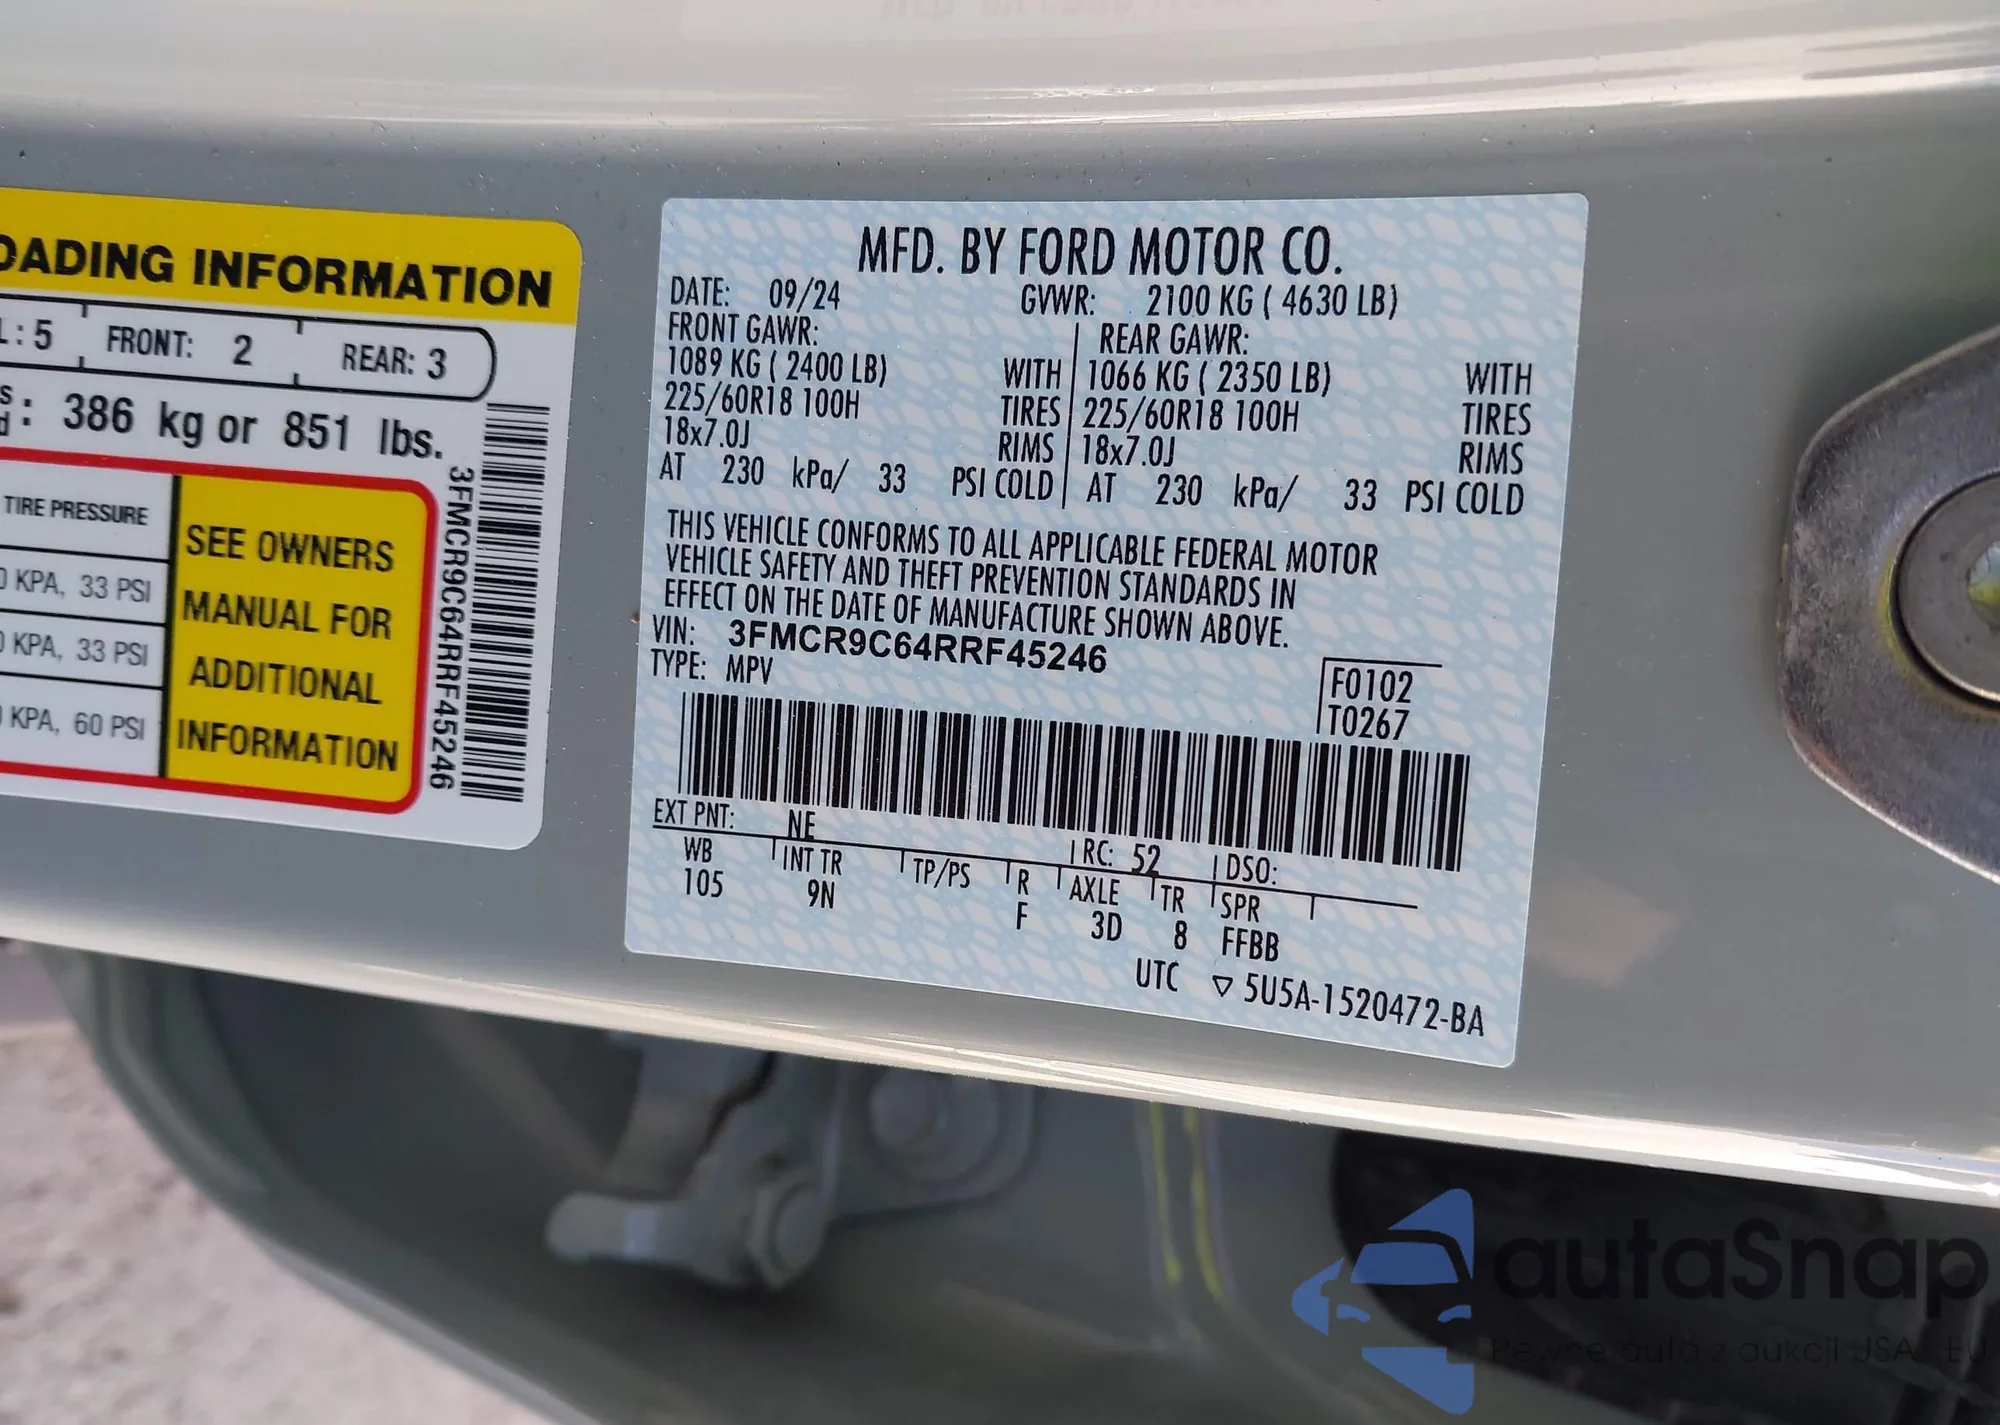 OADING INFORMATION
L: 5 FRONT: 2 REAR: 3
386 kg or 851 lbs.
TIRE PRESSURE
0 KPA, 33 PSI
0 KPA, 33 PSI
KPA, 60 PSI
SEE OWNERS
MANUAL FOR
ADDITIONAL
INFORMATION
3FMCR9C64RRF45246
MFD. BY FORD MOTOR CO.
DATE: 09/24 GVWR: 2100 KG ( 4630 LB)
FRONT GAWR: REAR GAWR:
1089 KG ( 2400 LB) WITH 1066 KG ( 2350 LB) WITH
225/60R18 100H TIRES 225/60R18 100H TIRES
18x7.0J RIMS 18x7.0J RIMS
AT 230 kPa/ 33 PSI COLD AT 230 kPa/ 33 PSI COLD
THIS VEHICLE CONFORMS TO ALL APPLICABLE FEDERAL MOTOR
VEHICLE SAFETY AND THEFT PREVENTION STANDARDS IN
EFFECT ON THE DATE OF MANUFACTURE SHOWN ABOVE.
VIN: 3FMCR9C64RRF45246
TYPE: MPV
F0102
T0267
EXT PNT: NE RC: 52 DSO:
WB INT TR TP/PS R AXLE TR SPR
105 9N F 3D 8 FFBB
UTC ▽ 5U5A-1520472-BA
autaSnap
Pewne auta z aukcji USA EU